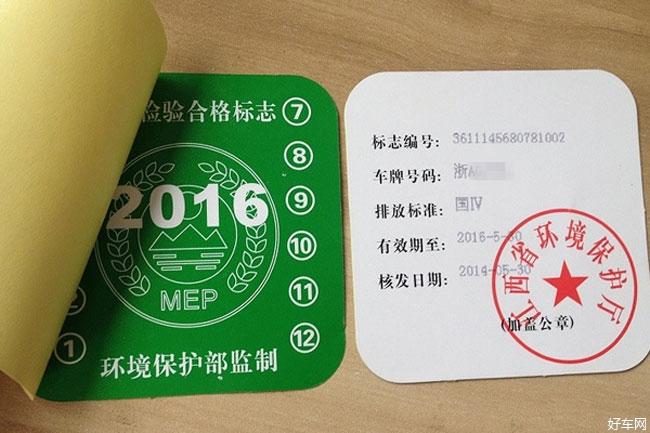 检验合格标志
2016
MEP
⑦
⑧
⑨
⑩
⑪
⑫
①
环境保护部监制
标志编号: 3611145680781002
车牌号码: 浙
排放标准: 国Ⅳ
有效期至: 2016-5-30
核发日期: 2014-05-30
江西省环境保护厅
(加盖公章)
好车网